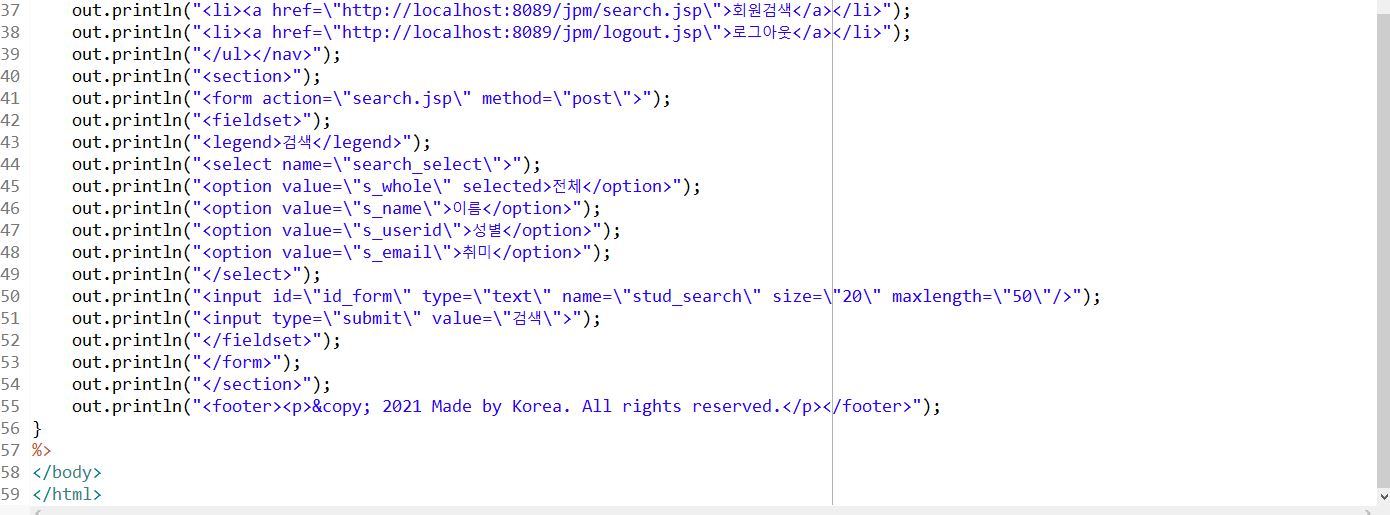 37 out.println("<li><a href=\"http://localhost:8089/jpm/search.jsp\">회원검색</a></li>");
38 out.println("<li><a href=\"http://localhost:8089/jpm/logout.jsp\">로그아웃</a></li>");
39 out.println("</ul></nav>");
40 out.println("<section>");
41 out.println("<form action=\"search.jsp\" method=\"post\">");
42 out.println("<fieldset>");
43 out.println("<legend>검색</legend>");
44 out.println("<select name=\"search_select\">");
45 out.println("<option value=\"s_whole\" selected>전체</option>");
46 out.println("<option value=\"s_name\">이름</option>");
47 out.println("<option value=\"s_userid\">성별</option>");
48 out.println("<option value=\"s_email\">취미</option>");
49 out.println("</select>");
50 out.println("<input id=\"id_form\" type=\"text\" name=\"stud_search\" size=\"20\" maxlength=\"50\"/>");
51 out.println("<input type=\"submit\" value=\"검색\">");
52 out.println("</fieldset>");
53 out.println("</form>");
54 out.println("</section>");
55 out.println("<footer><p>&copy; 2021 Made by Korea. All rights reserved.</p></footer>");
56 }
57 %>
58 </body>
59 </html>